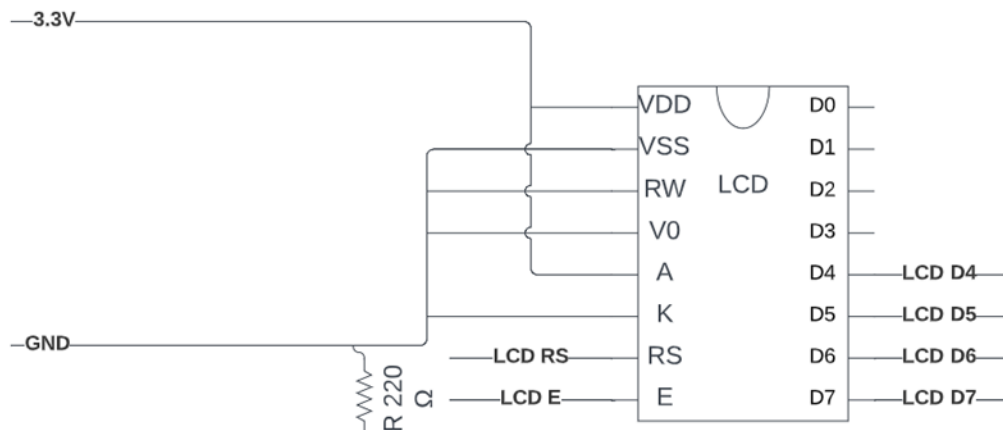 3.3V
VDD
D0
VSS
D1
LCD
RW
D2
V0
D3
A
D4
LCD D4
K
D5
LCD D5
GND
LCD RS
RS
D6
LCD D6
R 220
Ω
LCD E
E
D7
LCD D7